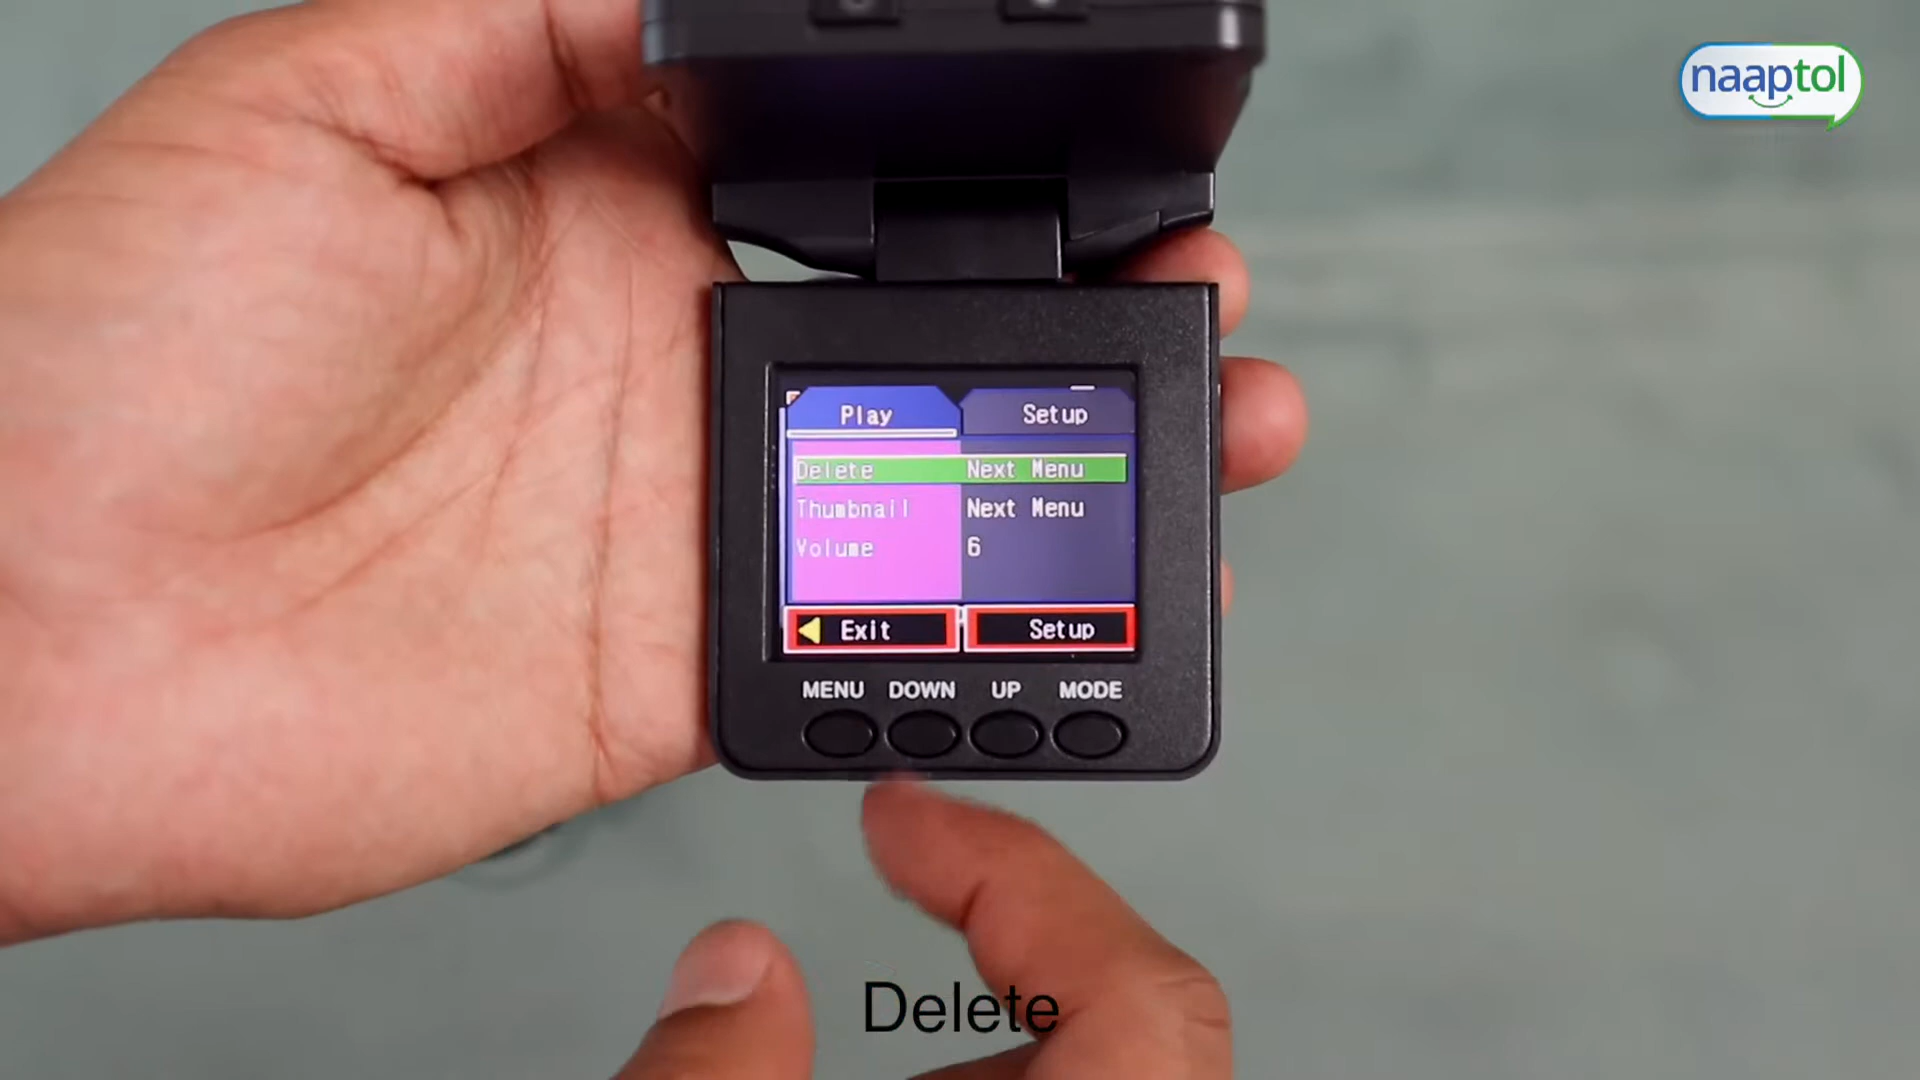 naaptol
Play Setup
Delete Next Menu
Thumbnail Next Menu
Volume 6
Exit Setup
MENU DOWN UP MODE
Delete